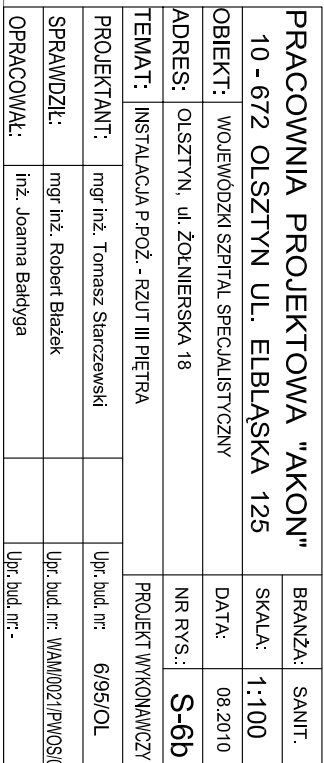 PRACOWNIA PROJEKTOWA "AKON"
10 - 672 OLSZTYN UL. ELBLĄSKA 125
BRANŻA: SANIT.
SKALA: 1:100
OBIEKT: WOJEWÓDZKI SZPITAL SPECJALISTYCZNY
DATA: 08.2010
ADRES: OLSZTYN, ul. ŻOŁNIERSKA 18
NR RYS.: S-6b
TEMAT: INSTALACJA P.POŻ. - RZUT III PIĘTRA
PROJEKT WYKONAWCZY
PROJEKTANT: mgr inż. Tomasz Starczewski Upr. bud. nr: 6/95/OL
SPRAWDZIŁ: mgr inż. Robert Błażek Upr. bud. nr: WAM/0021/PWOS/
OPRACOWAŁ: inż. Joanna Bałdyga Upr. bud. nr:-